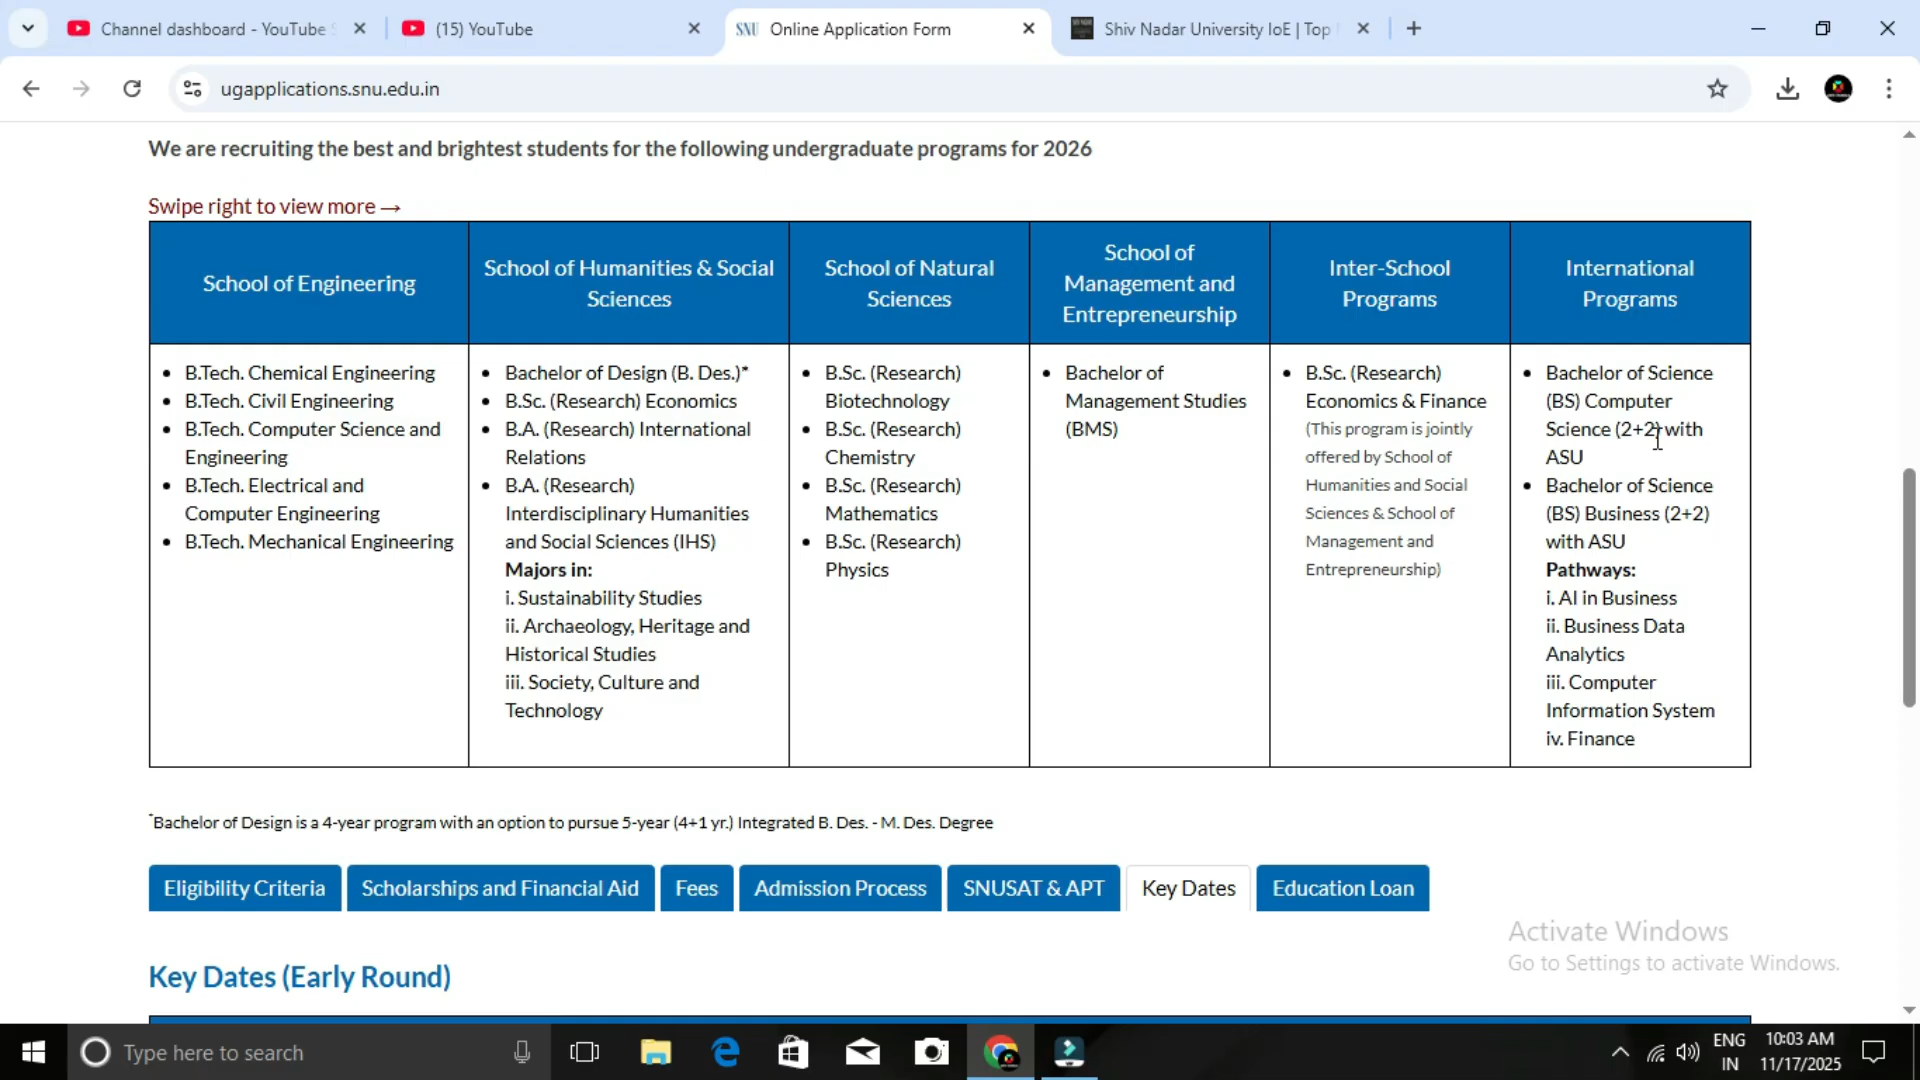 Channel dashboard - YouTube
(15) YouTube
SNU Online Application Form
Shiv Nadar University IoE | Top
ugapplications.snu.edu.in
We are recruiting the best and brightest students for the following undergraduate programs for 2026
Swipe right to view more →
School of Engineering
• B.Tech. Chemical Engineering
• B.Tech. Civil Engineering
• B.Tech. Computer Science and
Engineering
• B.Tech. Electrical and
Computer Engineering
• B.Tech. Mechanical Engineering
School of Humanities & Social
Sciences
• Bachelor of Design (B. Des.)*
• B.Sc. (Research) Economics
• B.A. (Research) International
Relations
• B.A. (Research)
Interdisciplinary Humanities
and Social Sciences (IHS)
Majors in:
i. Sustainability Studies
ii. Archaeology, Heritage and
Historical Studies
iii. Society, Culture and
Technology
School of Natural
Sciences
• B.Sc. (Research)
Biotechnology
• B.Sc. (Research)
Chemistry
• B.Sc. (Research)
Mathematics
• B.Sc. (Research)
Physics
School of
Management and
Entrepreneurship
• Bachelor of
Management Studies
(BMS)
Inter-School
Programs
• B.Sc. (Research)
Economics & Finance
(This program is jointly
offered by School of
Humanities and Social
Sciences & School of
Management and
Entrepreneurship)
International
Programs
• Bachelor of Science
(BS) Computer
Science (2+2) with
ASU
• Bachelor of Science
(BS) Business (2+2)
with ASU
Pathways:
i. AI in Business
ii. Business Data
Analytics
iii. Computer
Information System
iv. Finance
*Bachelor of Design is a 4-year program with an option to pursue 5-year (4+1 yr.) Integrated B. Des. - M. Des. Degree
Eligibility Criteria
Scholarships and Financial Aid
Fees
Admission Process
SNUSAT & APT
Key Dates
Education Loan
Key Dates (Early Round)
Activate Windows
Go to Settings to activate Windows.
Type here to search
ENG
IN
10:03 AM
11/17/2025